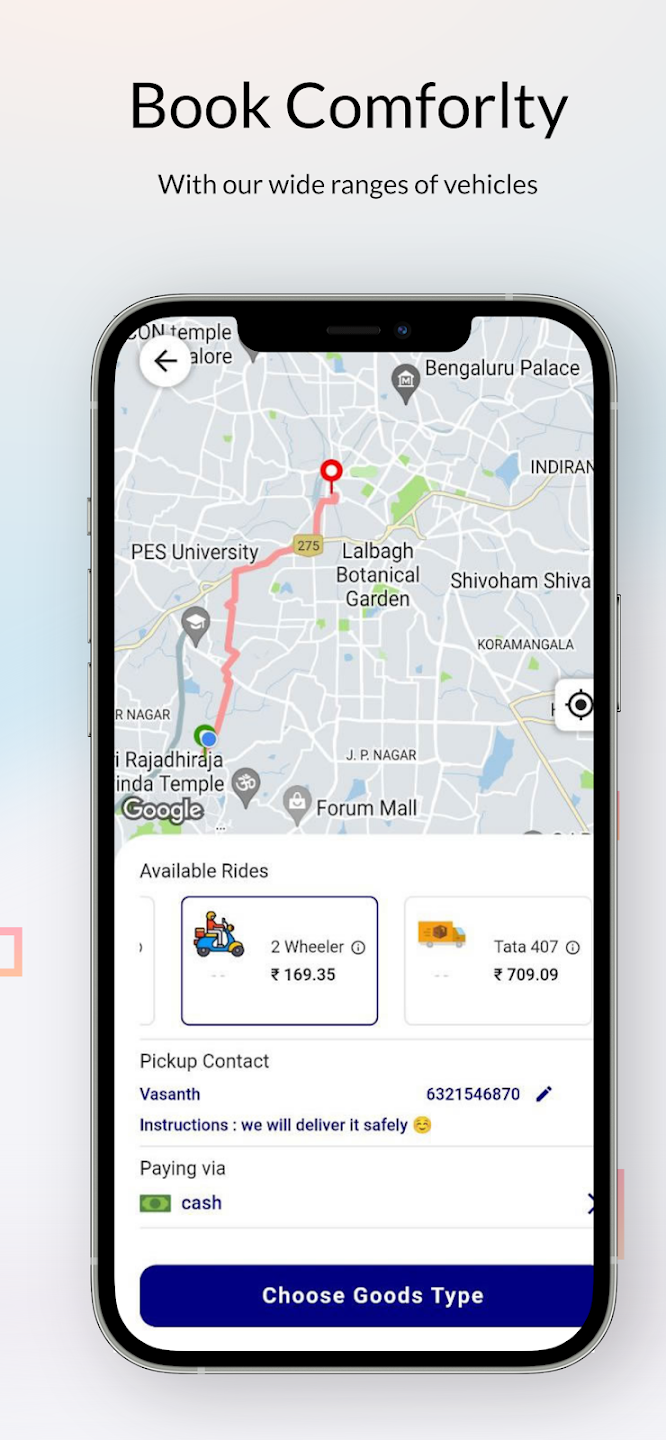 Book Comforlty
With our wide ranges of vehicles
CON temple
alore
Bengaluru Palace
INDIRAN
PES University
275
Lalbagh
Botanical
Garden
Shivoham Shiva
KORAMANGALA
R NAGAR
H
i Rajadhiraja
inda Temple
J. P. NAGAR
Google
Forum Mall
...
Available Rides
2 Wheeler
- -
₹ 169.35
Tata 407
- -
₹ 709.09
Pickup Contact
Vasanth 6321546870
Instructions : we will deliver it safely ☺️
Paying via
cash
Choose Goods Type